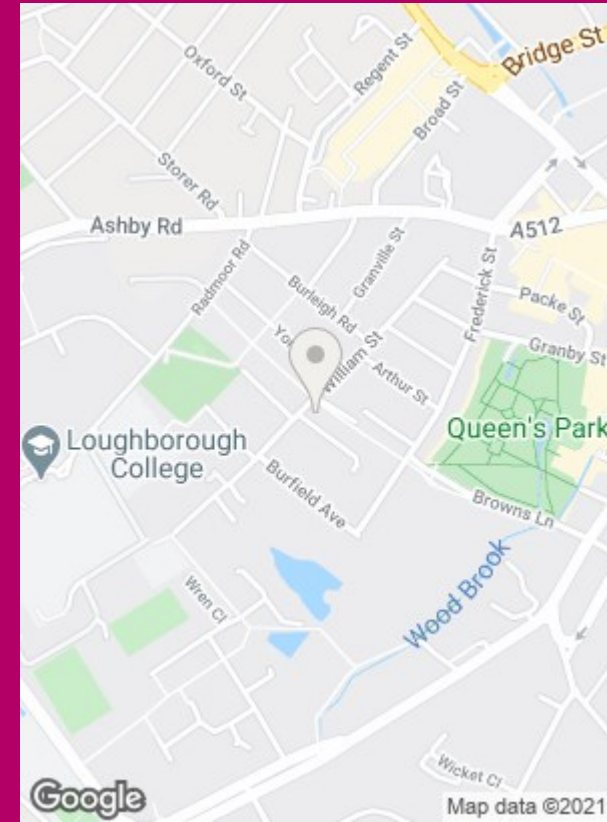 Bridge St
Regent St
Oxford St
Broad St
Storer Rd
Ashby Rd
A512
Granville St
Radmoor Rd
Frederick St
Burleigh Rd
Packe St
Granby St
William St
Arthur St
Queen's Park
Loughborough
College
Burfield Ave
Browns Ln
Wood Brook
Wren Cl
Wicket Cl
Google
Map data ©2021